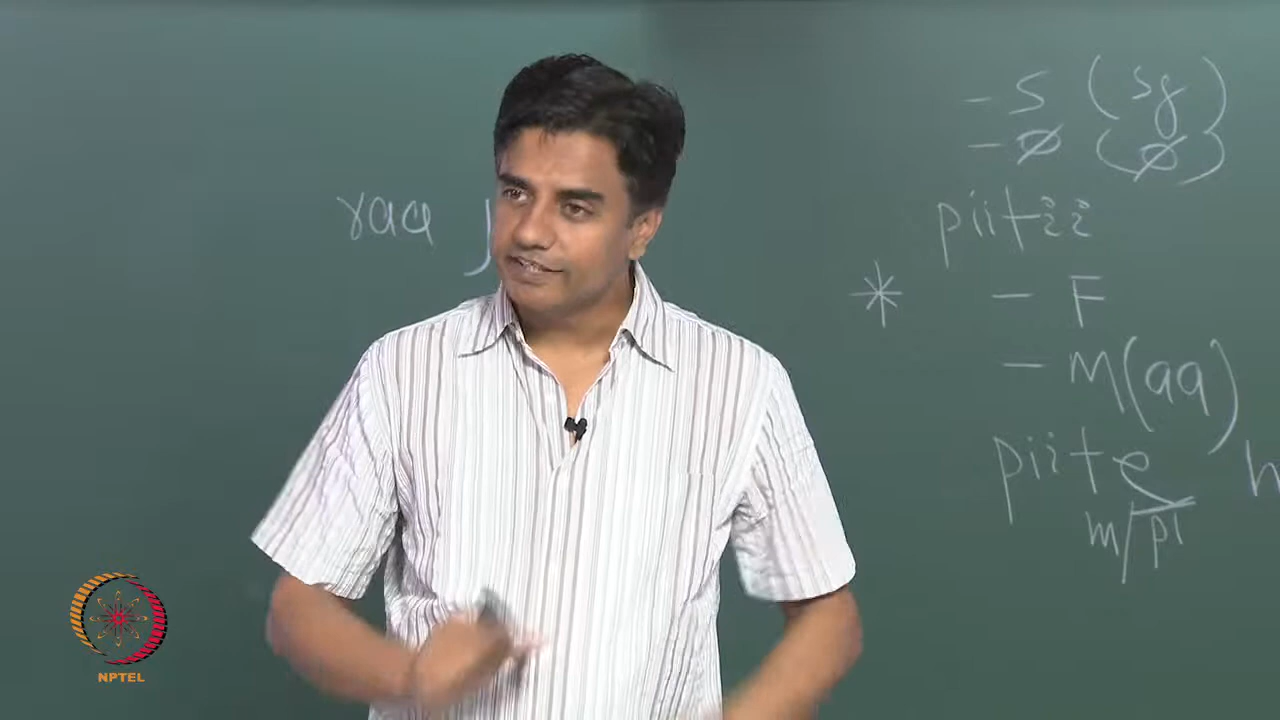 - s (sg)
- ø (ø)
raa
piitii
* - F
- M(aa)
piite
m/pl
NPTEL